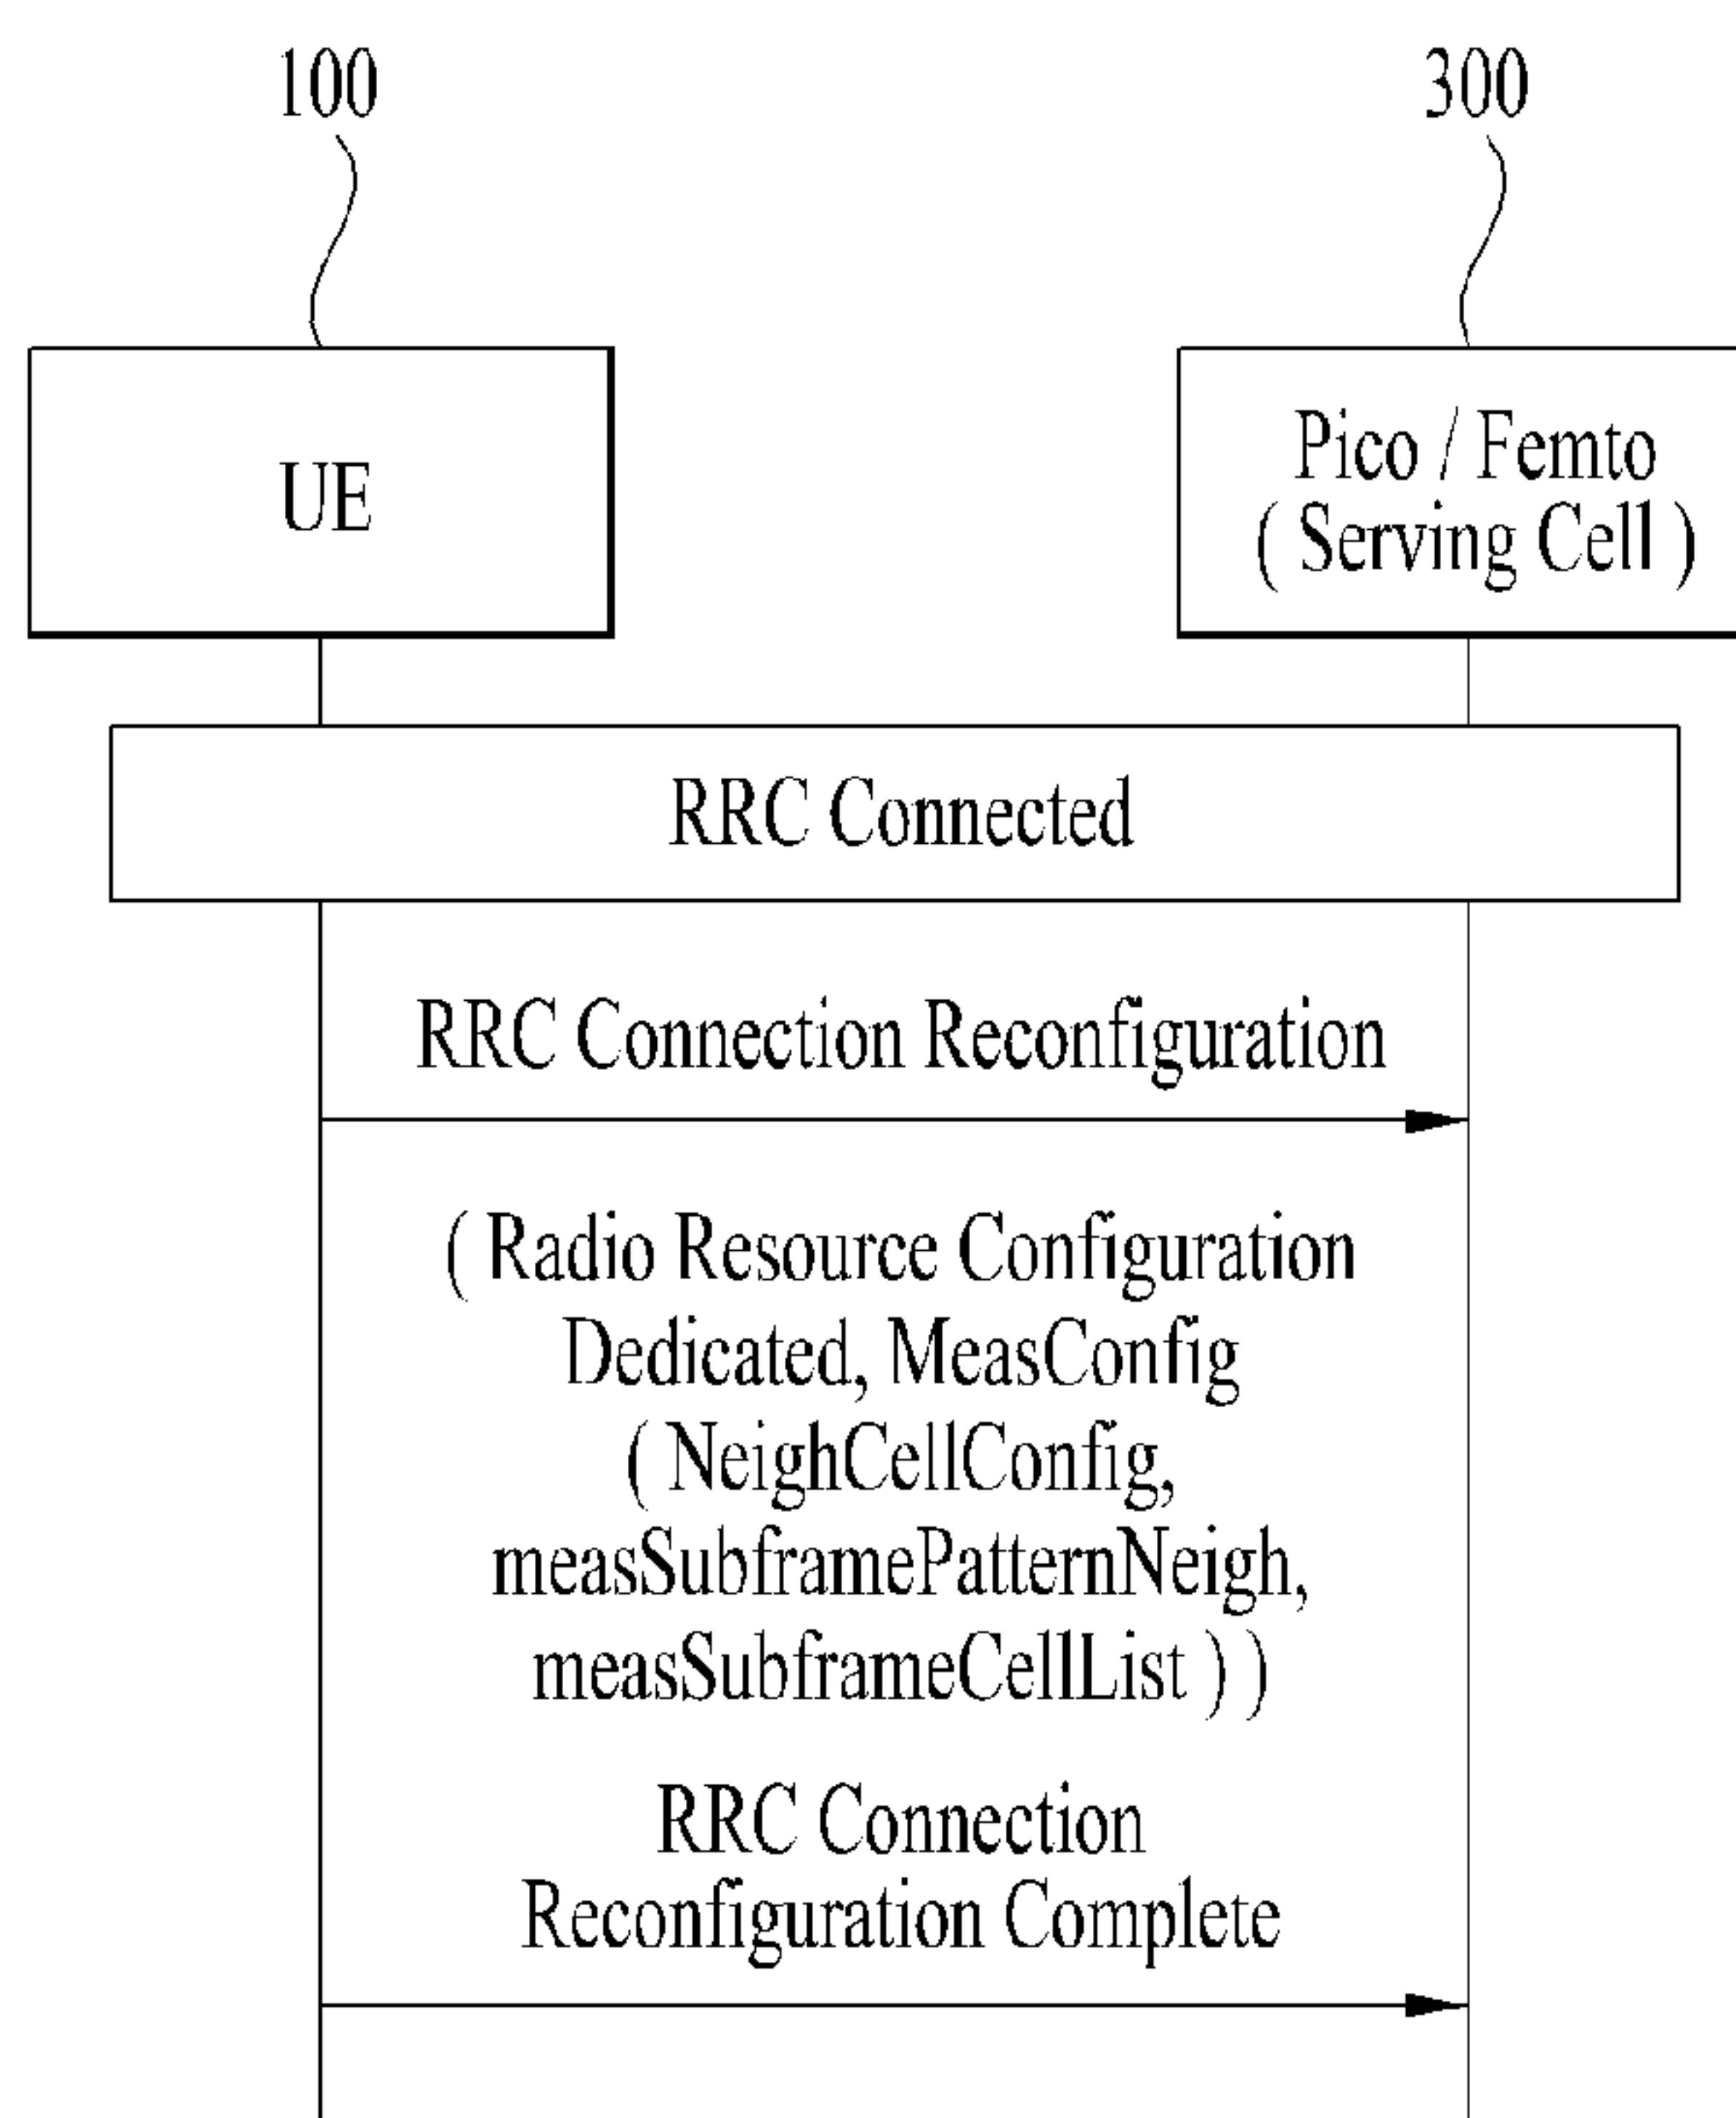 100
300
UE
Pico / Femto
( Serving Cell )
RRC Connected
RRC Connection Reconfiguration
( Radio Resource Configuration
Dedicated, MeasConfig
( NeighCellConfig,
measSubframePatternNeigh,
measSubframeCellList ) )
RRC Connection
Reconfiguration Complete